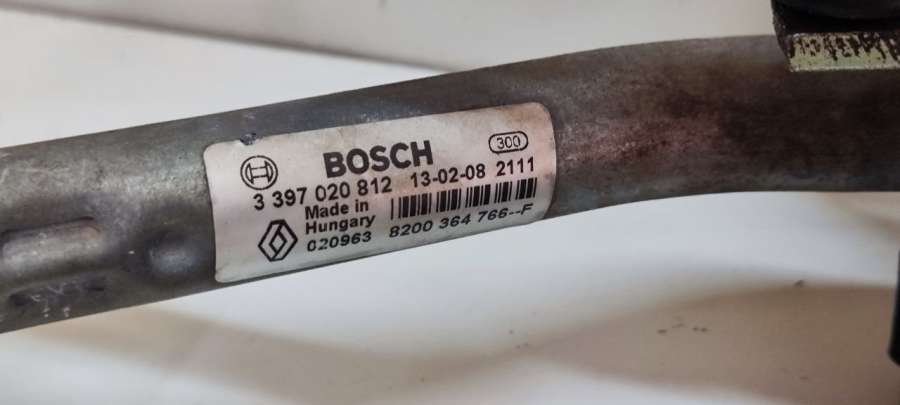 300
BOSCH
3 397 020 812 13-02-08 2111
Made in
Hungary
020963 8200 364 766--F